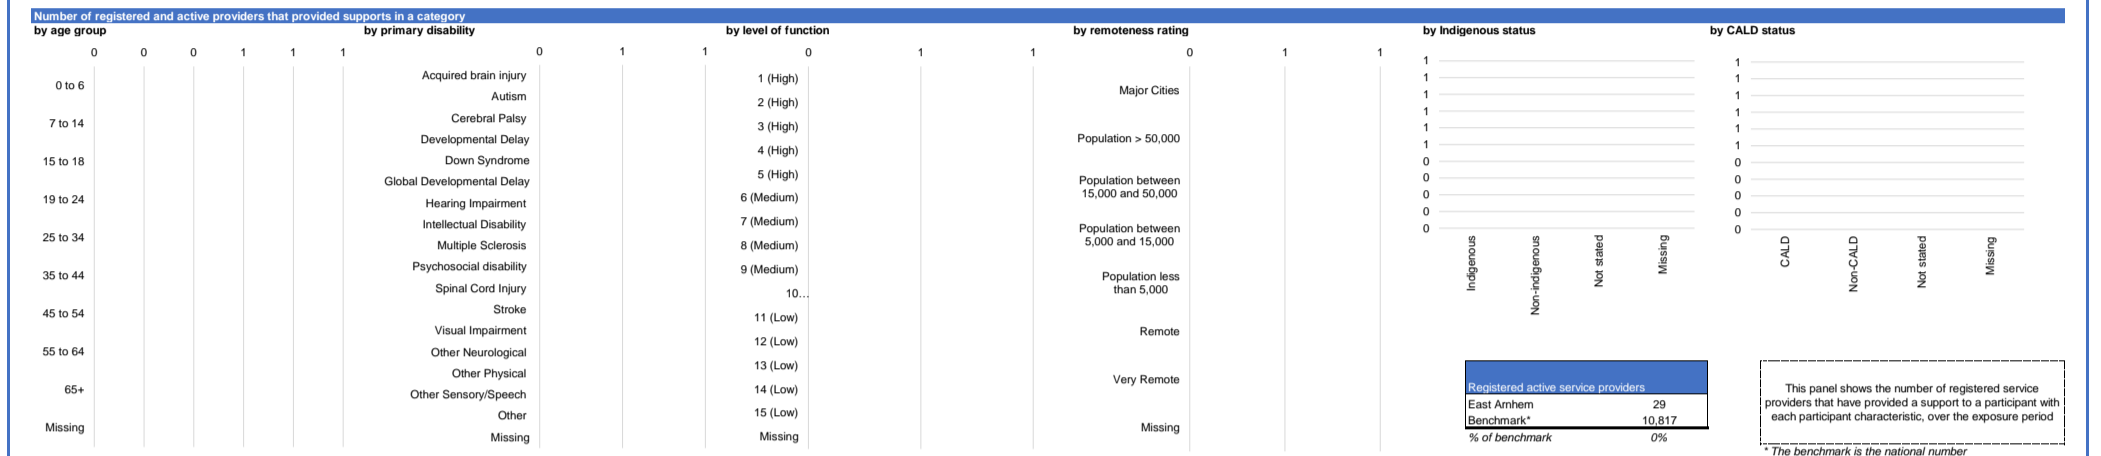 Number of registered and active providers that provided supports in a category
by age group
0 0 0 1 1 1
0 to 6
7 to 14
15 to 18
19 to 24
25 to 34
35 to 44
45 to 54
55 to 64
65+
Missing
by primary disability
0 1 1
Acquired brain injury
Autism
Cerebral Palsy
Developmental Delay
Down Syndrome
Global Developmental Delay
Hearing Impairment
Intellectual Disability
Multiple Sclerosis
Psychosocial disability
Spinal Cord Injury
Stroke
Visual Impairment
Other Neurological
Other Physical
Other Sensory/Speech
Other
Missing
by level of function
0 1 1
1 (High)
2 (High)
3 (High)
4 (High)
5 (High)
6 (Medium)
7 (Medium)
8 (Medium)
9 (Medium)
10...
11 (Low)
12 (Low)
13 (Low)
14 (Low)
15 (Low)
Missing
by remoteness rating
0 1 1
Major Cities
Population > 50,000
Population between
15,000 and 50,000
Population between
5,000 and 15,000
Population less
than 5,000
Remote
Very Remote
Missing
by Indigenous status
1
1
1
1
1
1
0
0
0
0
0
Indigenous
Non-indigenous
Not stated
Missing
by CALD status
1
1
1
1
1
1
0
0
0
0
0
CALD
Non-CALD
Not stated
Missing
Registered active service providers
East Arnhem 29
Benchmark* 10,817
% of benchmark 0%
This panel shows the number of registered service
providers that have provided a support to a participant with
each participant characteristic, over the exposure period
* The benchmark is the national number